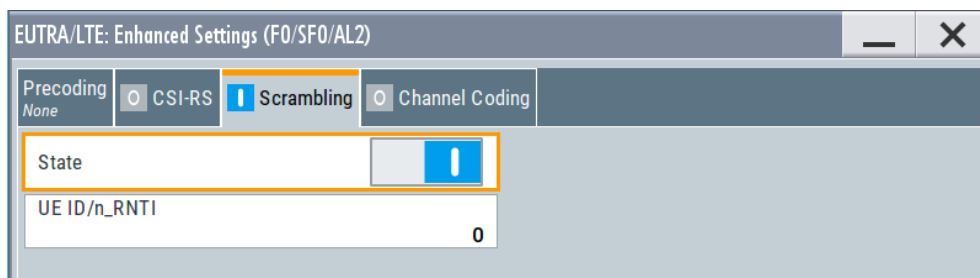 EUTRA/LTE: Enhanced Settings (F0/SF0/AL2)
Precoding
None
O CSI-RS
I Scrambling
O Channel Coding
State
I
UE ID/n_RNTI
0